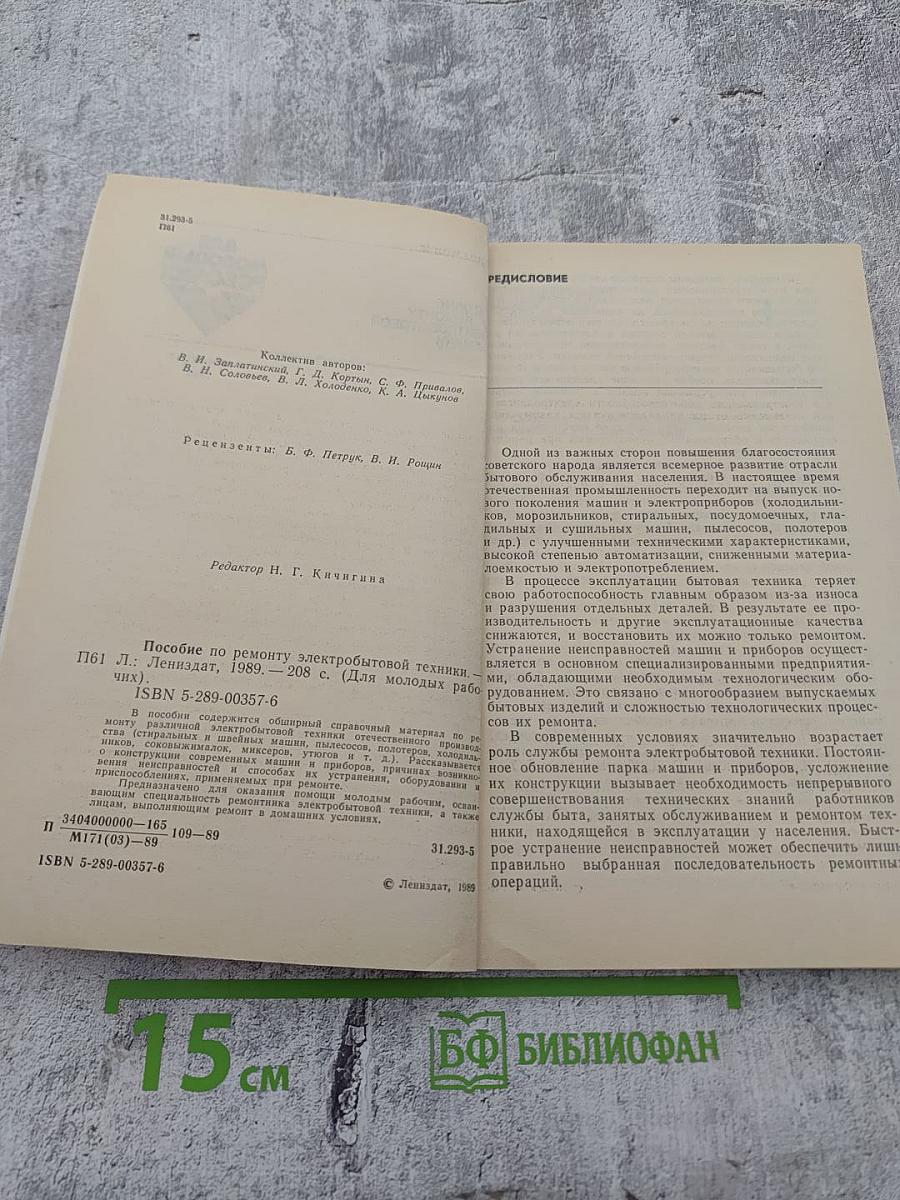 31.293-5
П61
Коллектив авторов:
В. И. Заплатинский, Г. Д. Кортын, С. Ф. Привалов,
В. Н. Соловьев, В. Л. Холоденко, К. А. Цыкунов
Рецензенты: Б. Ф. Петрук, В. И. Рощин
Редактор Н. Г. Кичигина
Пособие по ремонту электробытовой техники.—
П61 Л.: Лениздат, 1989.— 208 с. (Для молодых рабо-
чих).
ISBN 5-289-00357-6
В пособии содержится обширный справочный материал по ре-
монту различной электробытовой техники отечественного производ-
ства (стиральных и швейных машин, пылесосов, полотеров, холодиль-
ников, соковыжималок, миксеров, утюгов и т. д.). Рассказывается
о конструкции современных машин и приборов, причинах возникно-
вения неисправностей и способах их устранения, оборудовании и
приспособлениях, применяемых при ремонте.
Предназначено для оказания помощи молодым рабочим, осваи-
вающим специальность ремонтника электробытовой техники, а также
лицам, выполняющим ремонт в домашних условиях.
П 3404000000—165
М171(03)—89 109—89
31.293-5
ISBN 5-289-00357-6
© Лениздат, 1989
РЕДИСЛОВИЕ
Одной из важных сторон повышения благосостояния
советского народа является всемерное развитие отрасли
бытового обслуживания населения. В настоящее время
отечественная промышленность переходит на выпуск но-
вого поколения машин и электроприборов (холодильни-
ков, морозильников, стиральных, посудомоечных, гла-
дильных и сушильных машин, пылесосов, полотеров
и др.) с улучшенными техническими характеристиками,
высокой степенью автоматизации, сниженными материа-
лоемкостью и электропотреблением.
В процессе эксплуатации бытовая техника теряет
свою работоспособность главным образом из-за износа
и разрушения отдельных деталей. В результате ее про-
изводительность и другие эксплуатационные качества
снижаются, и восстановить их можно только ремонтом.
Устранение неисправностей машин и приборов осущест-
вляется в основном специализированными предприятия-
ми, обладающими необходимым технологическим обо-
рудованием. Это связано с многообразием выпускаемых
бытовых изделий и сложностью технологических процес-
сов их ремонта.
В современных условиях значительно возрастает
роль службы ремонта электробытовой техники. Постоян-
ное обновление парка машин и приборов, усложнение
их конструкции вызывает необходимость непрерывного
совершенствования технических знаний работников
службы быта, занятых обслуживанием и ремонтом тех-
ники, находящейся в эксплуатации у населения. Быст-
рое устранение неисправностей может обеспечить лишь
правильно выбранная последовательность ремонтных
операций.
15 см
БФ БИБЛИОФАН